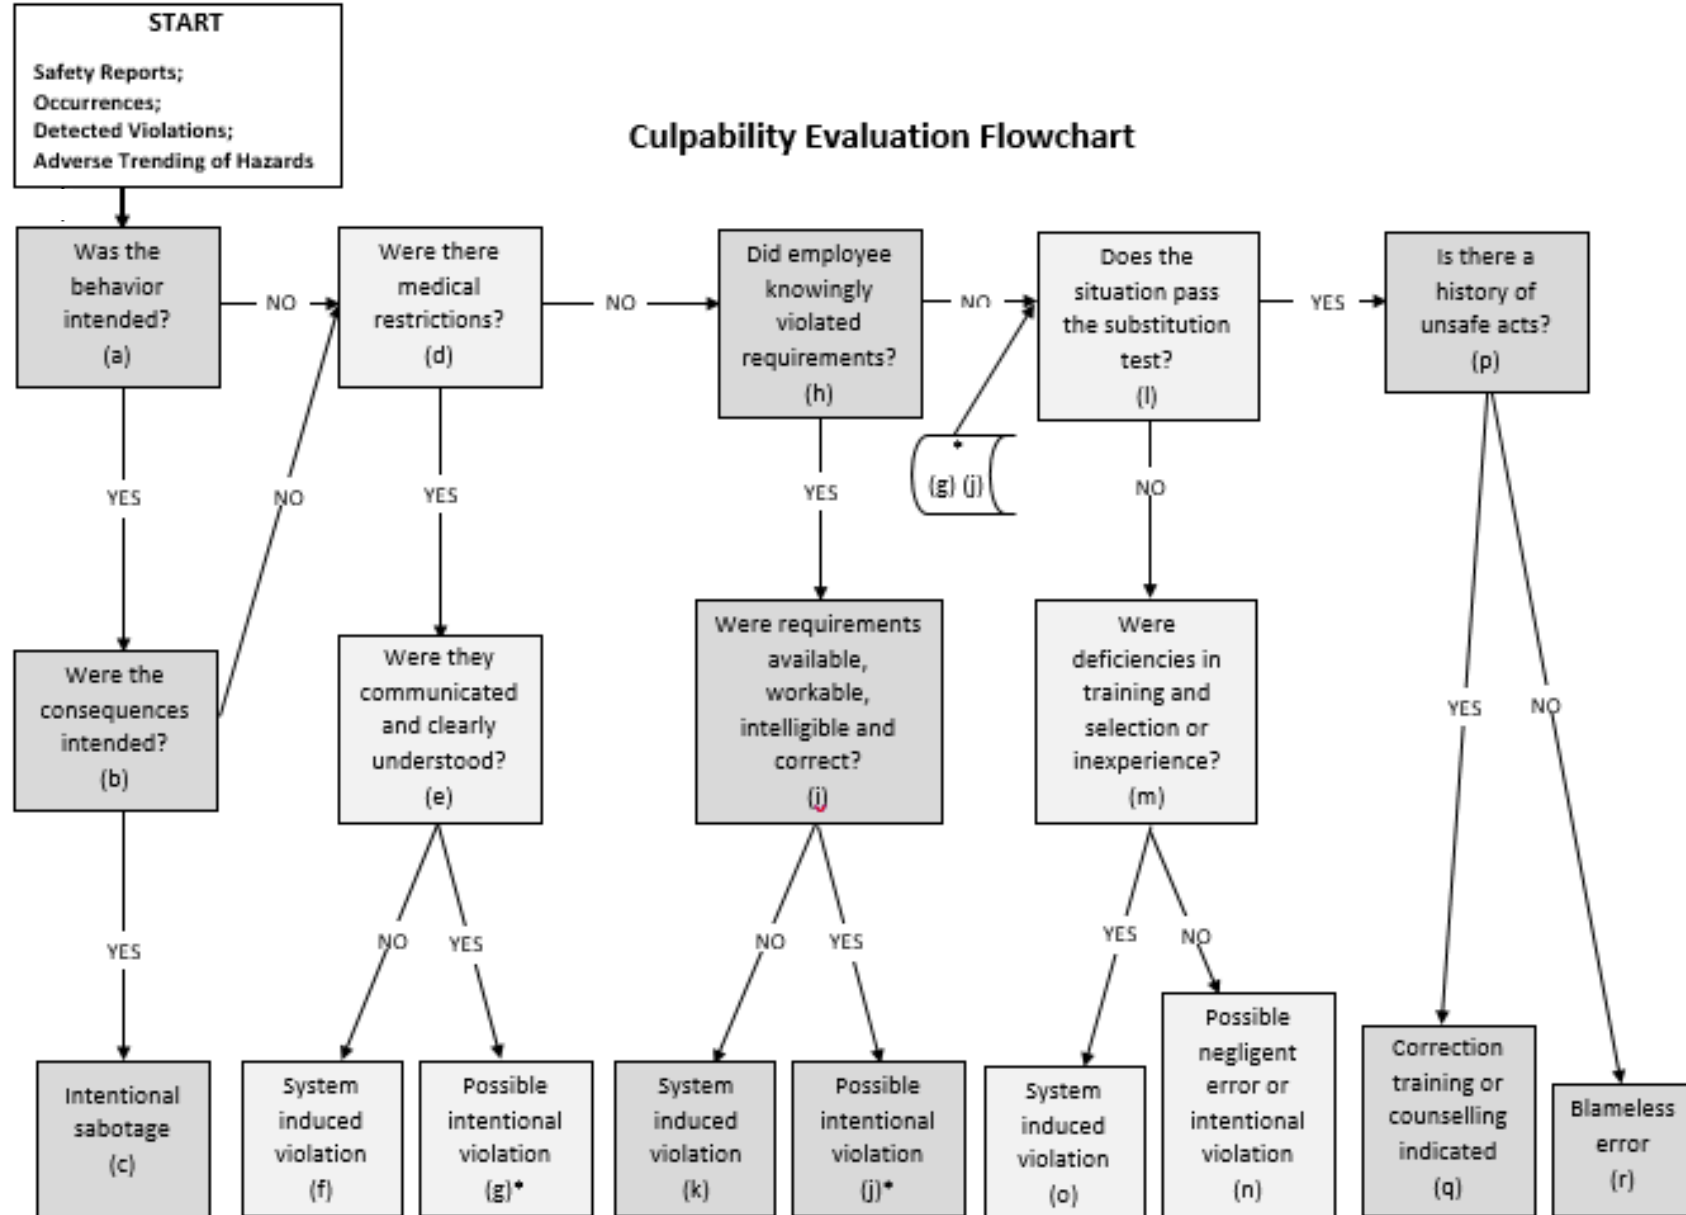 START
Safety Reports;
Occurrences;
Detected Violations;
Adverse Trending of Hazards
Culpability Evaluation Flowchart
Was the
behavior
intended?
(a)
NO
Were there
medical
restrictions?
(d)
NO
Did employee
knowingly
violated
requirements?
(h)
NO
Does the
situation pass
the substitution
test?
(l)
YES
Is there a
history of
unsafe acts?
(p)
*
(g) (j)
YES
NO
YES
YES
NO
Were the
consequences
intended?
(b)
Were they
communicated
and clearly
understood?
(e)
Were requirements
available,
workable,
intelligible and
correct?
(i)
Were
deficiencies in
training and
selection or
inexperience?
(m)
YES
NO
YES
NO
YES
NO
YES
YES
NO
Intentional
sabotage
(c)
System
induced
violation
(f)
Possible
intentional
violation
(g)*
System
induced
violation
(k)
Possible
intentional
violation
(j)*
System
induced
violation
(o)
Possible
negligent
error or
intentional
violation
(n)
Correction
training or
counselling
indicated
(q)
Blameless
error
(r)